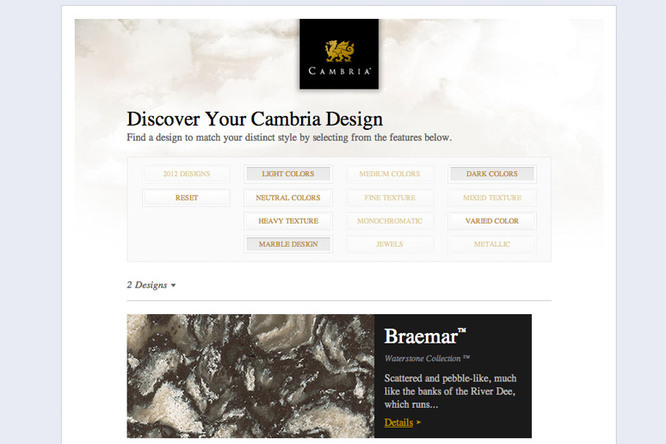 CAMBRIA®
Discover Your Cambria Design
Find a design to match your distinct style by selecting from the features below.
2012 DESIGNS LIGHT COLORS MEDIUM COLORS DARK COLORS
RESET NEUTRAL COLORS FINE TEXTURE MIXED TEXTURE
HEAVY TEXTURE MONOCHROMATIC VARIED COLOR
MARBLE DESIGN JEWELS METALLIC
2 Designs
Braemar™
Waterstone Collection ™
Scattered and pebble-like, much
like the banks of the River Dee,
which runs...
Details ➤